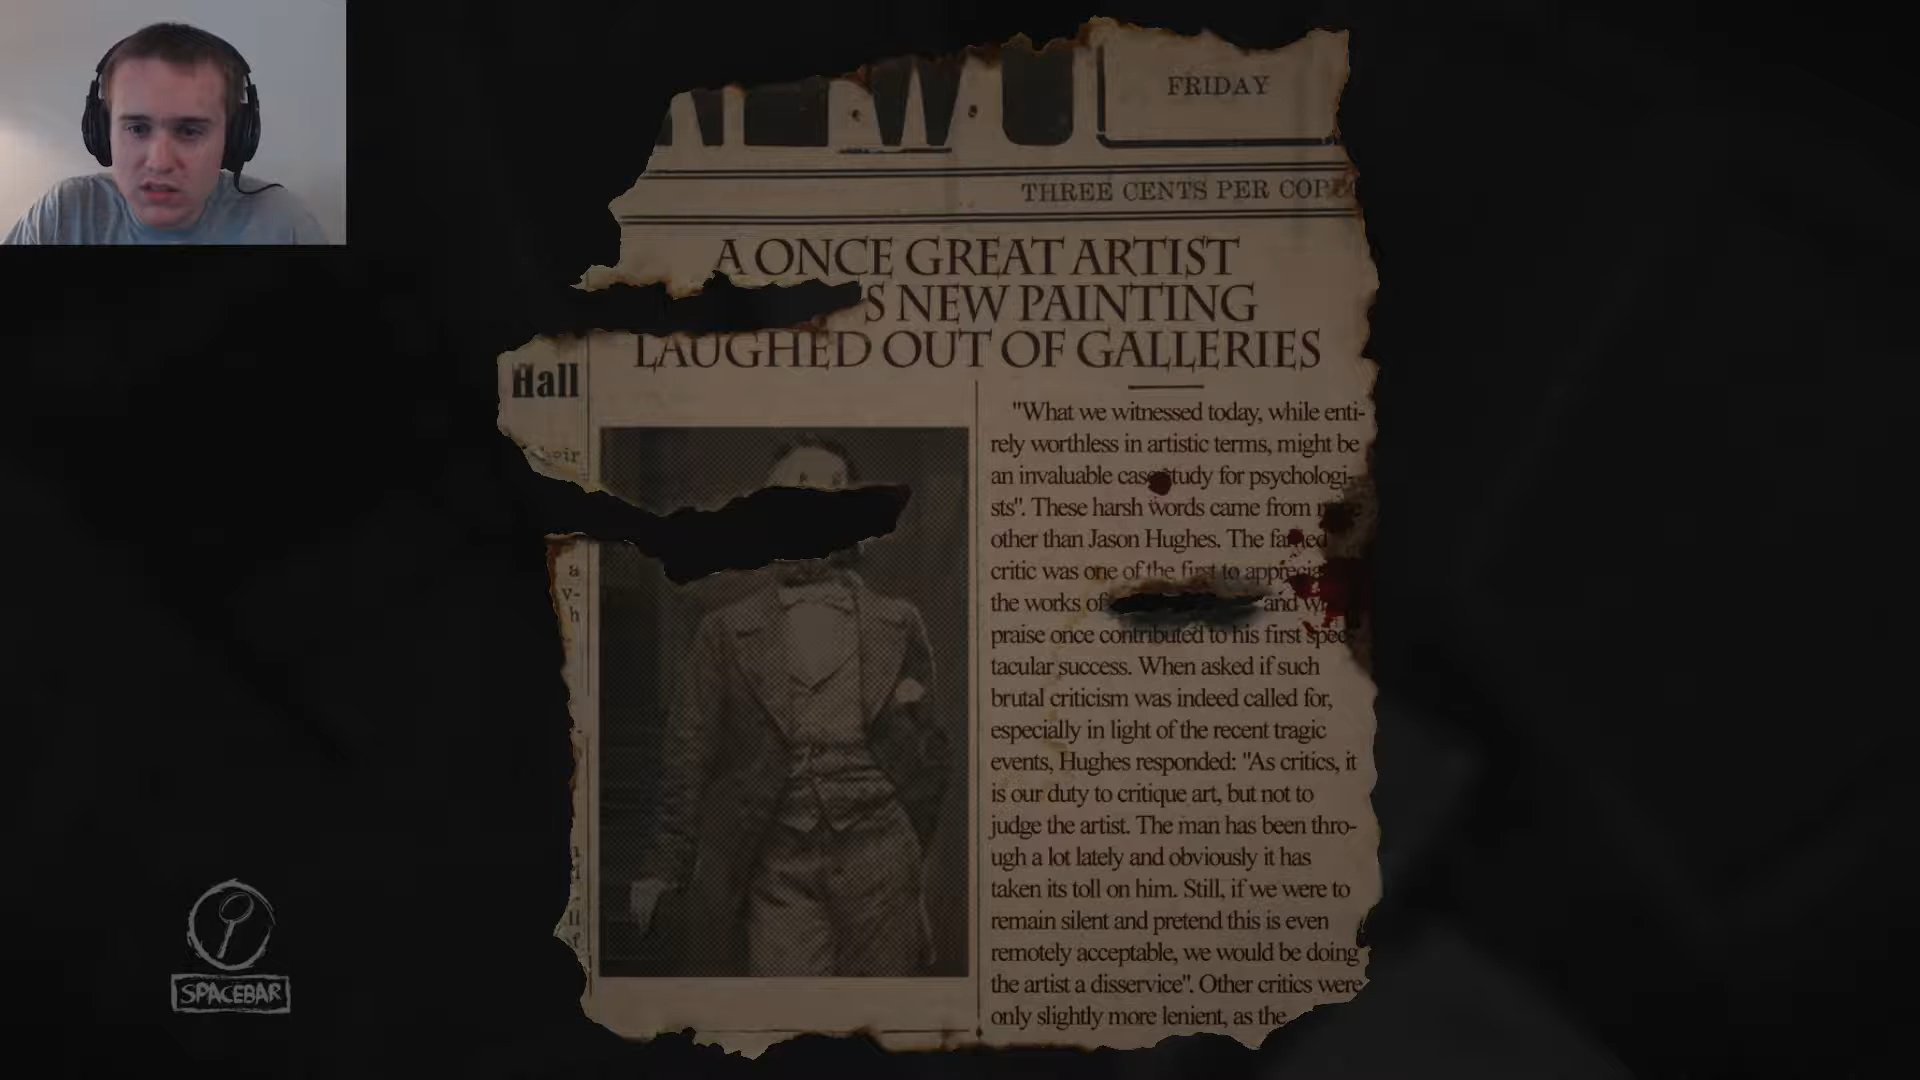 FRIDAY
THREE CENTS PER COPY
A ONCE GREAT ARTIST
S NEW PAINTING
LAUGHED OUT OF GALLERIES
Hall
a
v-
h
"What we witnessed today, while enti-
rely worthless in artistic terms, might be
an invaluable case study for psychologi-
sts". These harsh words came from
other than Jason Hughes. The famed
critic was one of the first to
the works of and
praise once contributed to his first spec-
tacular success. When asked if such
brutal criticism was indeed called for,
especially in light of the recent tragic
events, Hughes responded: "As critics, it
is our duty to critique art, but not to
judge the artist. The man has been thro-
ugh a lot lately and obviously it has
taken its toll on him. Still, if we were to
remain silent and pretend this is even
remotely acceptable, we would be doing
the artist a disservice". Other critics were
only slightly more lenient, as the
SPACEBAR